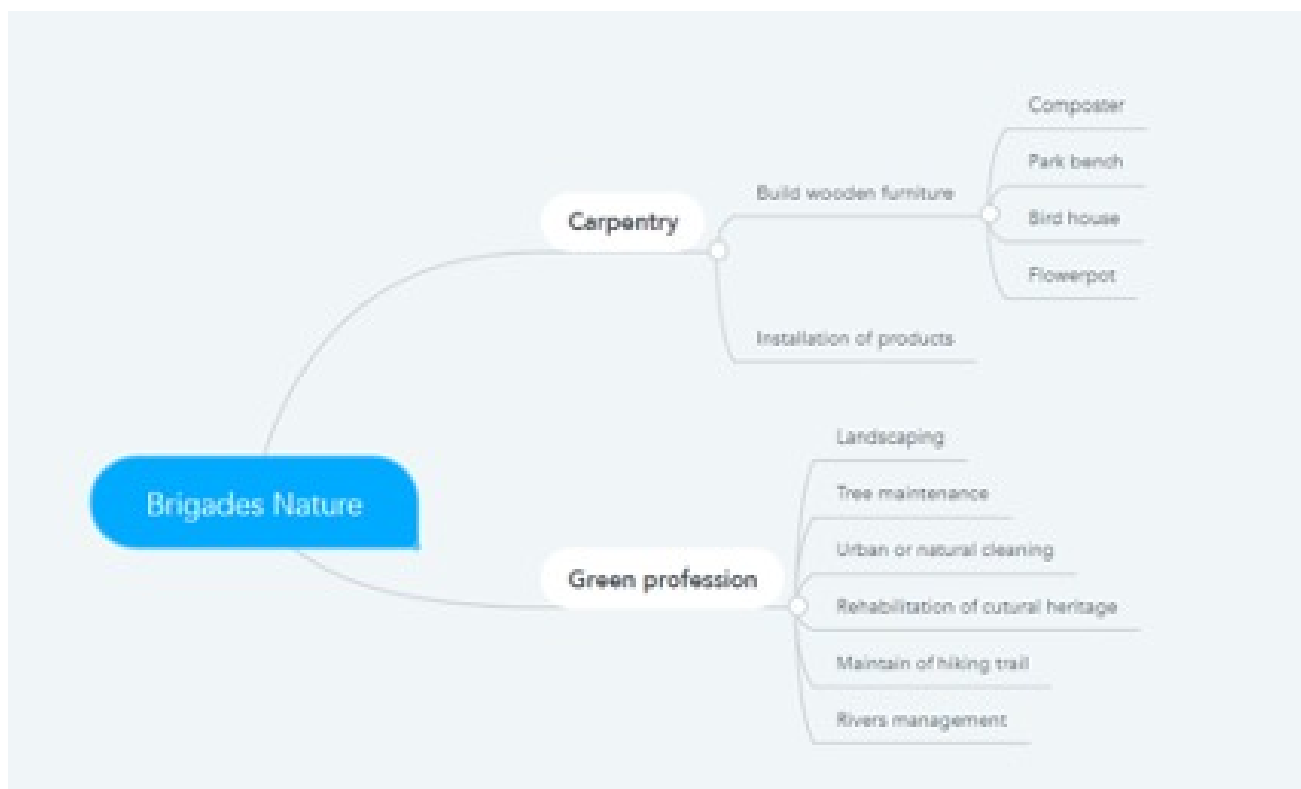 Brigades Nature
Carpentry
Build wooden furniture
Composter
Park bench
Bird house
Flowerpot
Installation of products
Green profession
Landscaping
Tree maintenance
Urban or natural cleaning
Rehabilitation of cutural heritage
Maintain of hiking trail
Rivers management